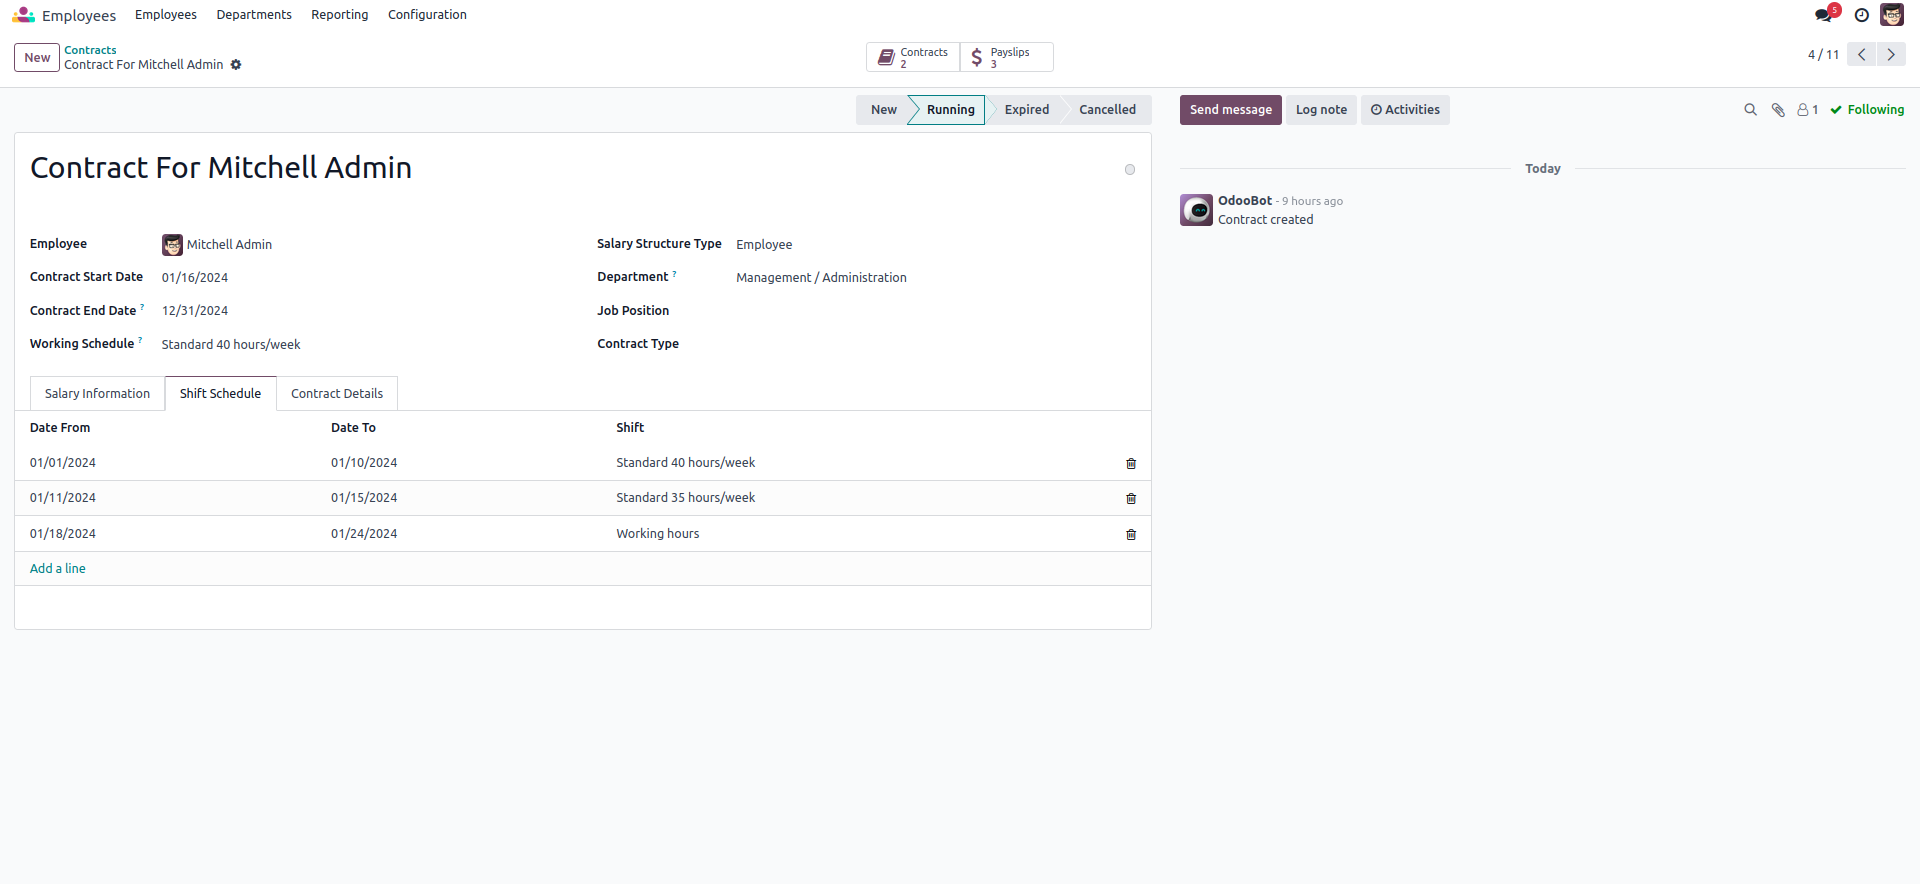 Employees Employees Departments Reporting Configuration 5
New Contracts
Contract For Mitchell Admin
Contracts 2
Payslips 3
4 / 11
New Running Expired Cancelled
Send message Log note Activities 1 Following
Contract For Mitchell Admin
Employee Mitchell Admin
Contract Start Date 01/16/2024
Contract End Date ? 12/31/2024
Working Schedule ? Standard 40 hours/week
Salary Structure Type Employee
Department ? Management / Administration
Job Position
Contract Type
Salary Information Shift Schedule Contract Details
Date From Date To Shift
01/01/2024 01/10/2024 Standard 40 hours/week
01/11/2024 01/15/2024 Standard 35 hours/week
01/18/2024 01/24/2024 Working hours
Add a line
Today
OdooBot - 9 hours ago
Contract created